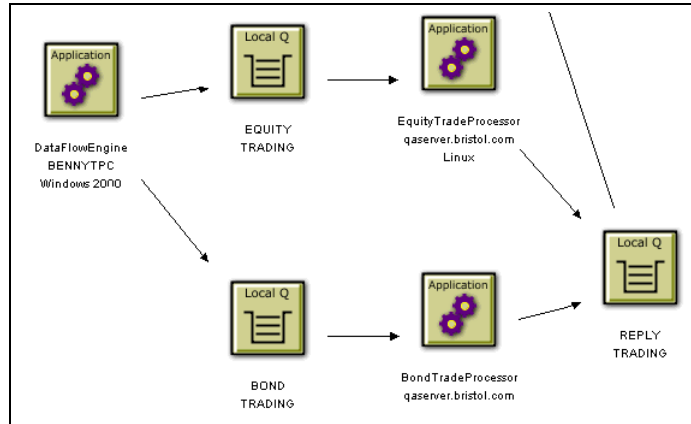 Application
DataFlowEngine
BENNYTPC
Windows 2000
Local Q
EQUITY
TRADING
Application
EquityTradeProcessor
qaserver.bristol.com
Linux
Local Q
BOND
TRADING
Application
BondTradeProcessor
qaserver.bristol.com
Local Q
REPLY
TRADING